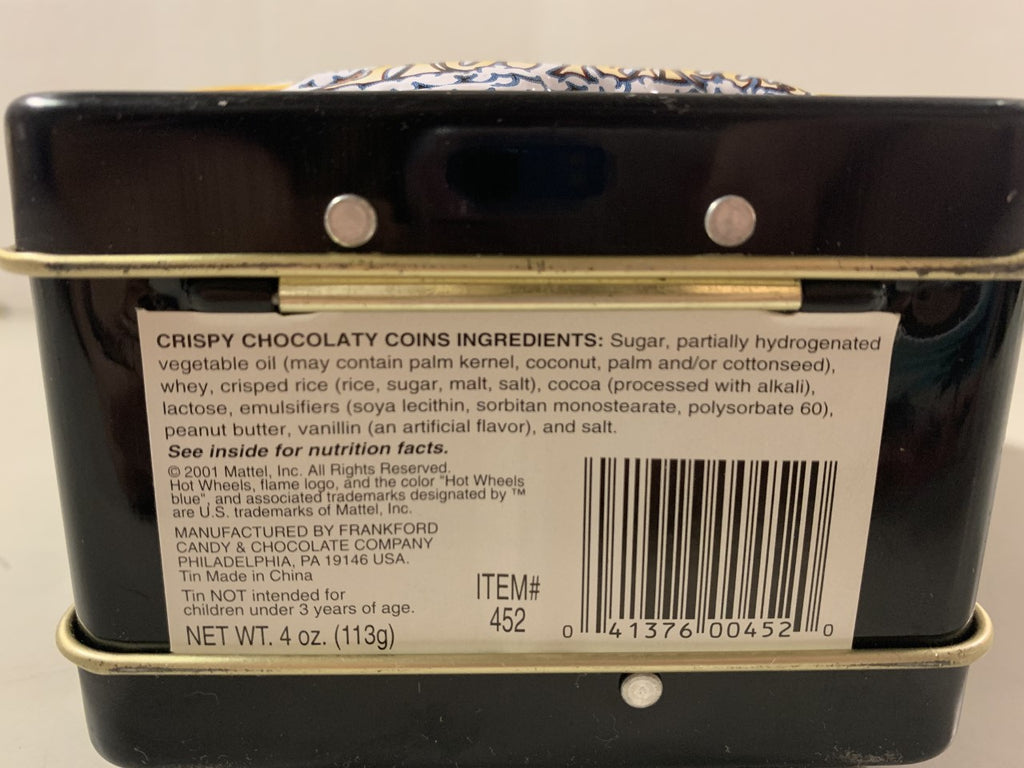 CRISPY CHOCOLATY COINS INGREDIENTS: Sugar, partially hydrogenated
vegetable oil (may contain palm kernel, coconut, palm and/or cottonseed),
whey, crisped rice (rice, sugar, malt, salt), cocoa (processed with alkali),
lactose, emulsifiers (soya lecithin, sorbitan monostearate, polysorbate 60),
peanut butter, vanillin (an artificial flavor), and salt.
See inside for nutrition facts.
© 2001 Mattel, Inc. All Rights Reserved.
Hot Wheels, flame logo, and the color "Hot Wheels
blue", and associated trademarks designated by ™
are U.S. trademarks of Mattel, Inc.
MANUFACTURED BY FRANKFORD
CANDY & CHOCOLATE COMPANY
PHILADELPHIA, PA 19146 USA.
Tin Made in China
Tin NOT intended for
children under 3 years of age.
NET WT. 4 oz. (113g)
ITEM#
452
0 41376 00452 0